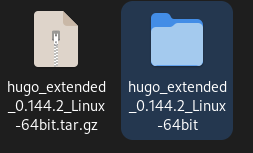 hugo_extended
_0.144.2_Linux
-64bit.tar.gz
hugo_extended
_0.144.2_Linux
-64bit